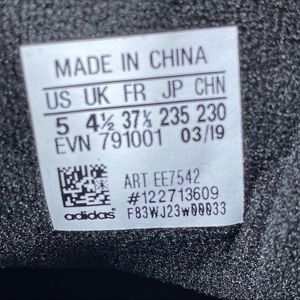 MADE IN CHINA
US UK FR JP CHN
5 4½ 37⅓ 235 230
EVN 791001 03/19
ART EE7542
#122713609
adidas F83WJ23w00033